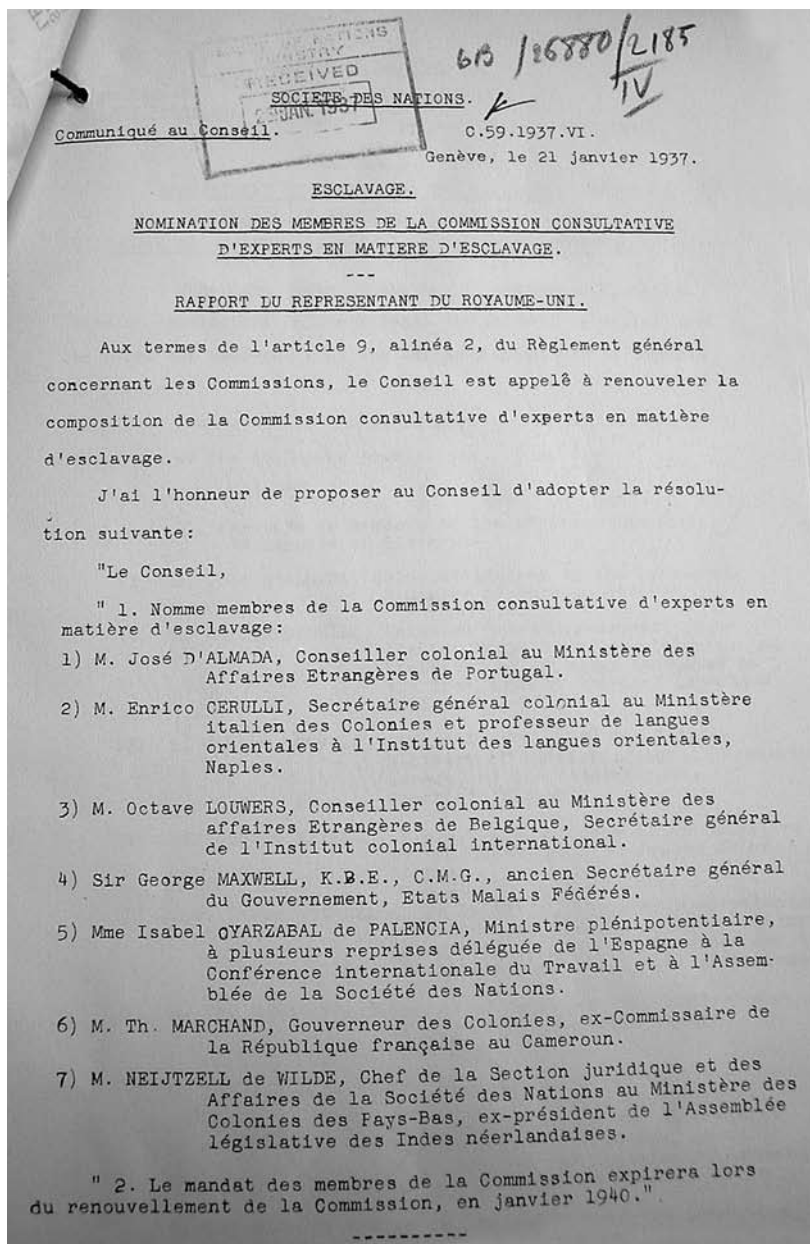 REGISTRY
RECEIVED
JAN. 1937
6B /26880/2185
IV
SOCIETE DES NATIONS.
Communiqué au Conseil.
C.59.1937.VI.
Genève, le 21 janvier 1937.
ESCLAVAGE.
NOMINATION DES MEMBRES DE LA COMMISSION CONSULTATIVE
D'EXPERTS EN MATIERE D'ESCLAVAGE.
---
RAPPORT DU REPRESENTANT DU ROYAUME-UNI.
Aux termes de l'article 9, alinéa 2, du Règlement général
concernant les Commissions, le Conseil est appelê à renouveler la
composition de la Commission consultative d'experts en matière
d'esclavage.
J'ai l'honneur de proposer au Conseil d'adopter la résolu-
tion suivante:
"Le Conseil,
" 1. Nomme membres de la Commission consultative d'experts en
matière d'esclavage:
1) M. José D'ALMADA, Conseiller colonial au Ministère des
Affaires Etrangères de Portugal.
2) M. Enrico CERULLI, Secrétaire général colonial au Ministère
italien des Colonies et professeur de langues
orientales à l'Institut des langues orientales,
Naples.
3) M. Octave LOUWERS, Conseiller colonial au Ministère des
affaires Etrangères de Belgique, Secrétaire général
de l'Institut colonial international.
4) Sir George MAXWELL, K.B.E., C.M.G., ancien Secrétaire général
du Gouvernement, Etats Malais Fédérés.
5) Mme Isabel OYARZABAL de PALENCIA, Ministre plénipotentiaire,
à plusieurs reprises déléguée de l'Espagne à la
Conférence internationale du Travail et à l'Assem-
blée de la Société des Nations.
6) M. Th. MARCHAND, Gouverneur des Colonies, ex-Commissaire de
la République française au Cameroun.
7) M. NEIJTZELL de WILDE, Chef de la Section juridique et des
Affaires de la Société des Nations au Ministère des
Colonies des Pays-Bas, ex-président de l'Assemblée
législative des Indes néerlandaises.
" 2. Le mandat des membres de la Commission expirera lors
du renouvellement de la Commission, en janvier 1940."
----------